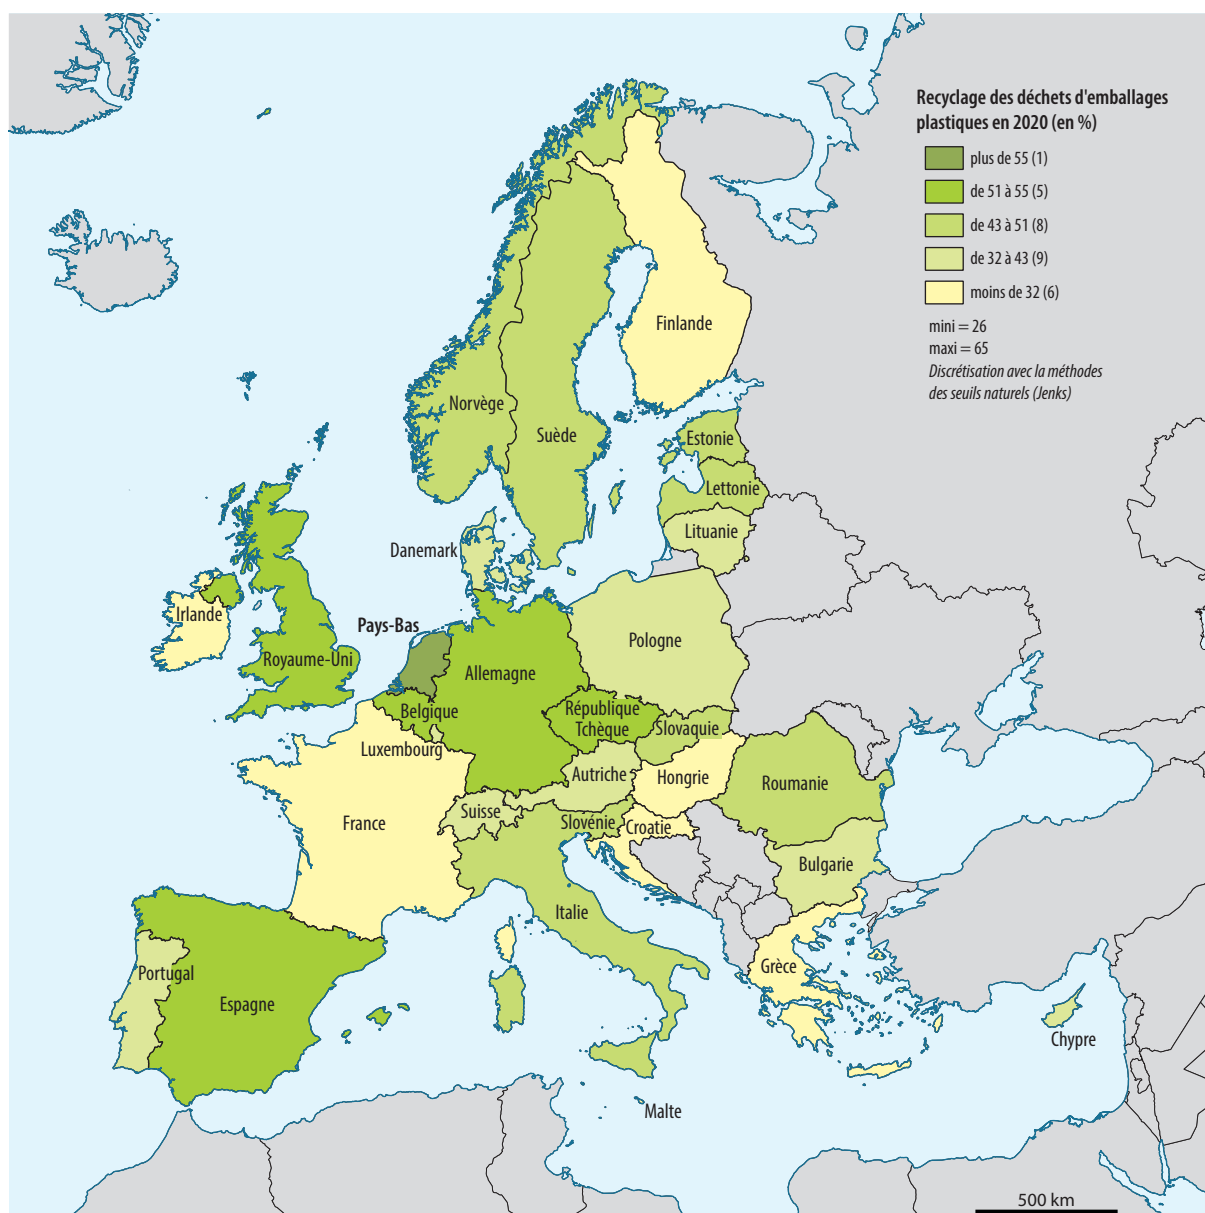 Recyclage des déchets d'emballages
plastiques en 2020 (en %)
plus de 55 (1)
de 51 à 55 (5)
de 43 à 51 (8)
de 32 à 43 (9)
moins de 32 (6)
mini = 26
maxi = 65
Discrétisation avec la méthodes
des seuils naturels (Jenks)
Finlande
Norvège
Suède
Estonie
Lettonie
Lituanie
Danemark
Irlande
Pays-Bas
Pologne
Royaume-Uni
Allemagne
Belgique
République
Tchèque
Slovaquie
Luxembourg
Autriche
Hongrie
Roumanie
Suisse
France
Slovénie
Croatie
Bulgarie
Italie
Portugal
Grèce
Espagne
Chypre
Malte
500 km